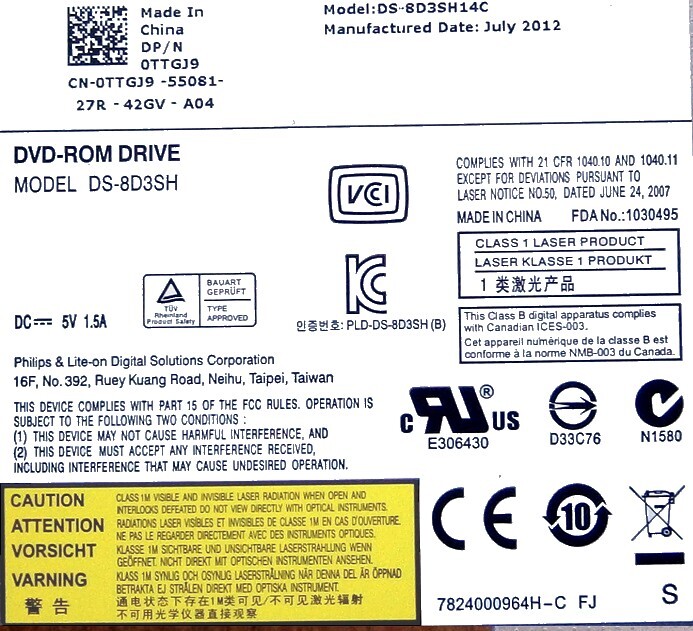 Made In
China
DP/N
0TTGJ9
CN-0TTGJ9 -55081-
27R - 42GV - A04
Model:DS-8D3SH14C
Manufactured Date: July 2012
DVD-ROM DRIVE
MODEL DS-8D3SH
VCCI
COMPLIES WITH 21 CFR 1040.10 AND 1040.11
EXCEPT FOR DEVIATIONS PURSUANT TO
LASER NOTICE NO.50, DATED JUNE 24, 2007
MADE IN CHINA FDA No.:1030495
CLASS 1 LASER PRODUCT
LASER KLASSE 1 PRODUKT
1 类激光产品
TÜV
Rheinland
Product Safety
BAUART
GEPRÜFT
TYPE
APPROVED
DC 5V 1.5A
인증번호: PLD-DS-8D3SH (B)
This Class B digital apparatus complies
with Canadian ICES-003.
Cet appareil numérique de la classe B est
conforme à la norme NMB-003 du Canada.
Philips & Lite-on Digital Solutions Corporation
16F, No.392, Ruey Kuang Road, Neihu, Taipei, Taiwan
THIS DEVICE COMPLIES WITH PART 15 OF THE FCC RULES. OPERATION IS
SUBJECT TO THE FOLLOWING TWO CONDITIONS :
(1) THIS DEVICE MAY NOT CAUSE HARMFUL INTERFERENCE, AND
(2) THIS DEVICE MUST ACCEPT ANY INTERFERENCE RECEIVED,
INCLUDING INTERFERENCE THAT MAY CAUSE UNDESIRED OPERATION.
c RU ® US
E306430
D33C76
N1580
CAUTION
CLASS 1M VISIBLE AND INVISIBLE LASER RADIATION WHEN OPEN AND
INTERLOCKS DEFEATED DO NOT VIEW DIRECTLY WITH OPTICAL INSTRUMENTS.
ATTENTION
RADIATIONS LASER VISIBLES ET INVISIBLES DE CLASSE 1M EN CAS D'OUVERTURE.
NE PAS LE REGARDER DIRECTEMENT AVEC DES INSTRUMENTS OPTIQUES.
VORSICHT
KLASSE 1M SICHTBARE UND UNSICHTBARE LASERSTRAHLUNG WENN
GEÖFFNET. NICHT DIREKT MIT OPTISCHEN INSTRUMENTEN ANSEHEN.
VARNING
KLASS 1M SYNLIG OCH OSYNLIG LASERSTRÅLNING NÄR DENNA DEL ÄR ÖPPNAD
BETRAKTA EJ STRÅLEN DIREKT MED OPTISKA INSTRUMENT.
警告
通电状态下存在1M类可见/不可见激光辐射
不可用光学仪器直接观察
CE
10
7824000964H-C FJ
S